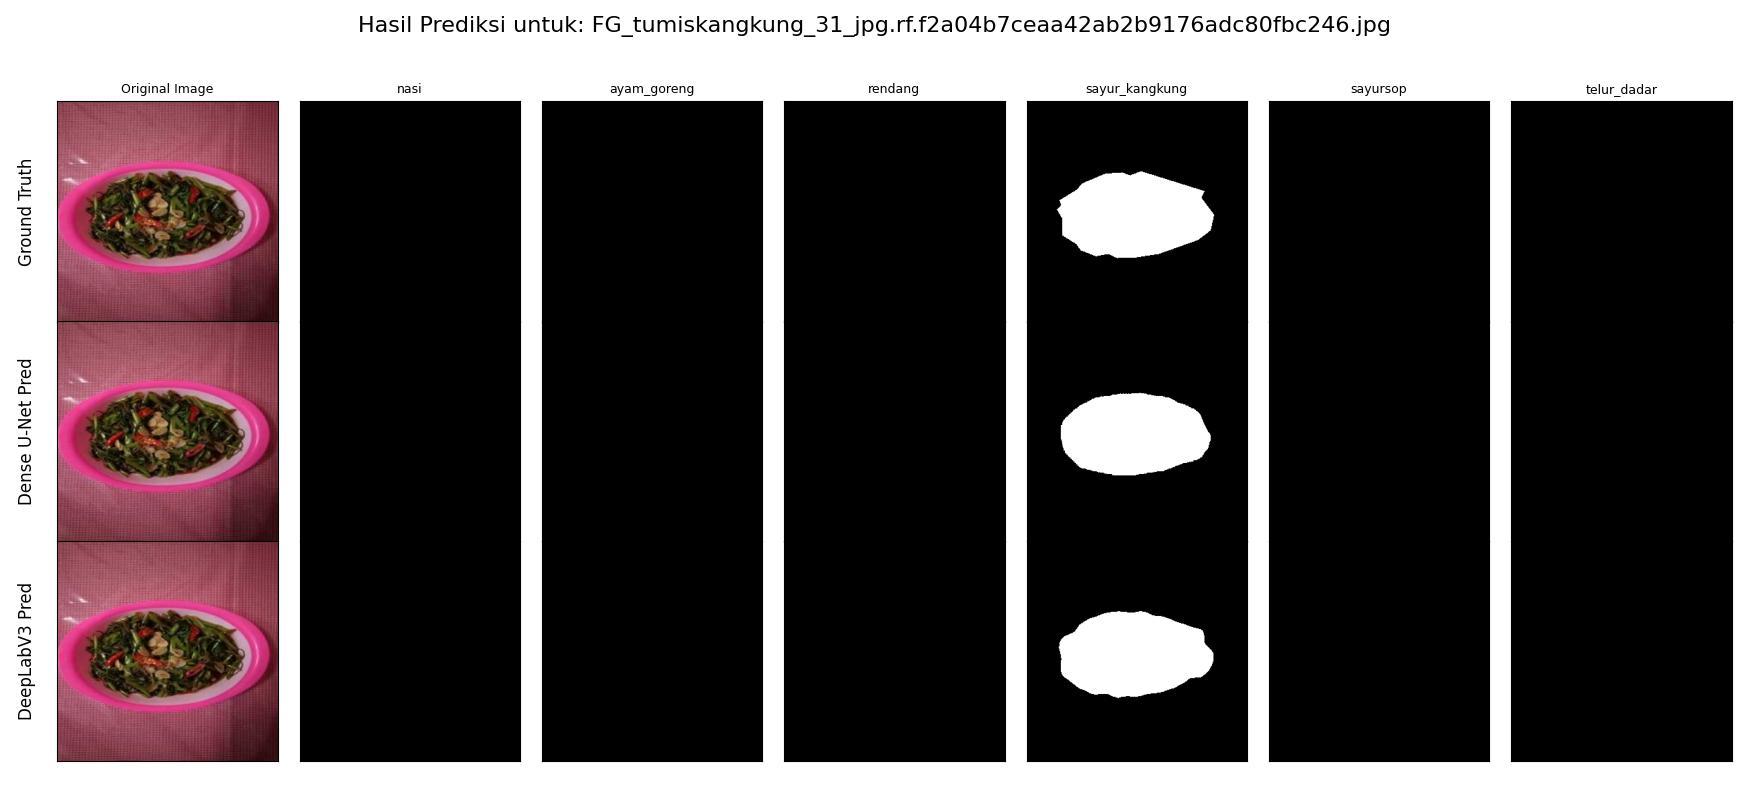 Hasil Prediksi untuk: FG_tumiskangkung_31_jpg.rf.f2a04b7ceaa42ab2b9176adc80fbc246.jpg
Original Image
nasi
ayam_goreng
rendang
sayur_kangkung
sayursop
telur_dadar
Ground Truth
Dense U-Net Pred
DeepLabV3 Pred